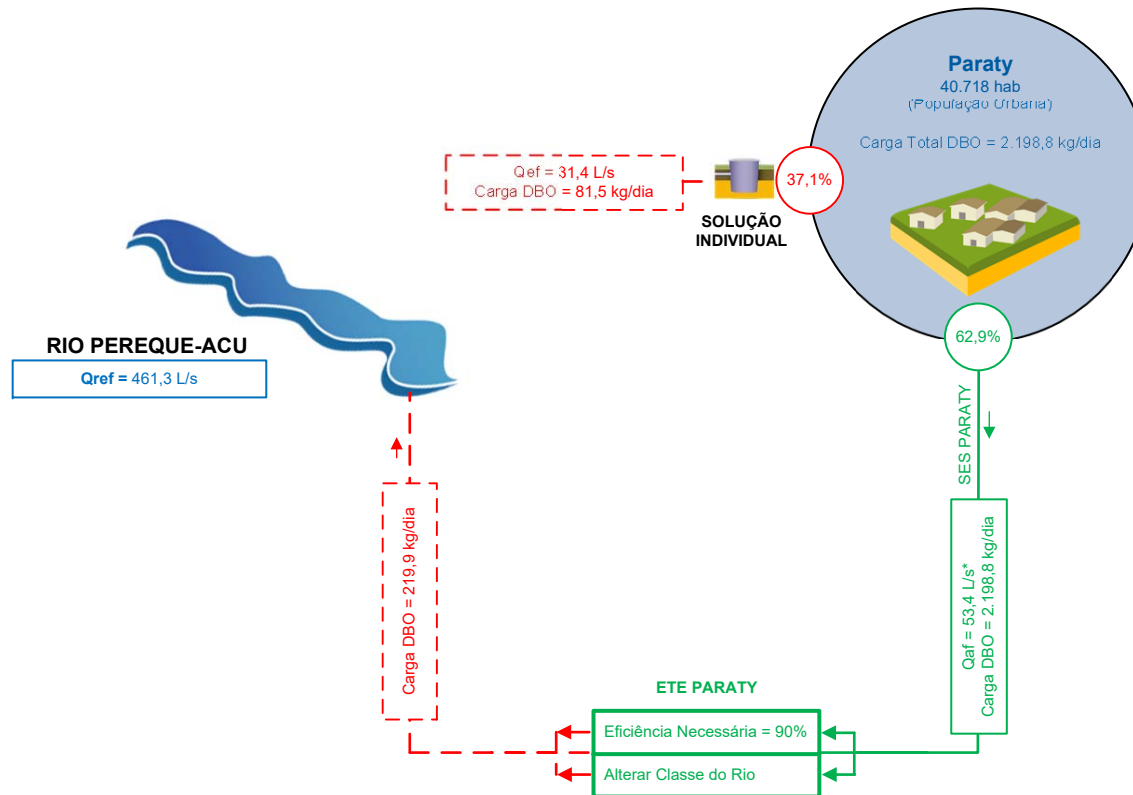 Paraty
40.718 hab
(População Urbana)
Carga Total DBO = 2.198,8 kg/dia
37,1%
Qef = 31,4 L/s
Carga DBO = 81,5 kg/dia
SOLUÇÃO
INDIVIDUAL
62,9%
RIO PEREQUE-ACU
Qref = 461,3 L/s
SES PARATY
Qaf = 53,4 L/s*
Carga DBO = 2.198,8 kg/dia
Carga DBO = 219,9 kg/dia
ETE PARATY
Eficiência Necessária = 90%
Alterar Classe do Rio